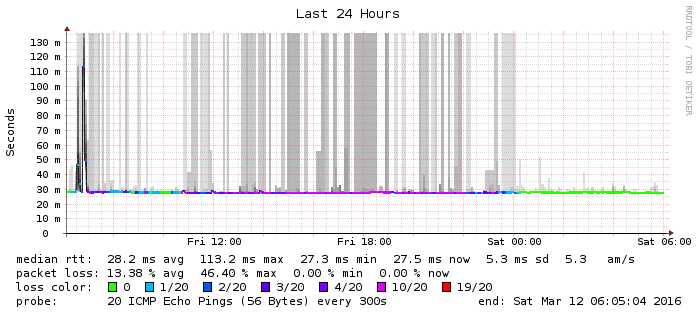 Last 24 Hours
RRDTOOL / TOBI OETIKER
Seconds
130 m
120 m
110 m
100 m
90 m
80 m
70 m
60 m
50 m
40 m
30 m
20 m
10 m
0
Fri 12:00 Fri 18:00 Sat 00:00 Sat 06:00
median rtt: 28.2 ms avg 113.2 ms max 27.3 ms min 27.5 ms now 5.3 ms sd 5.3 am/s
packet loss: 13.38 % avg 46.40 % max 0.00 % min 0.00 % now
loss color: 0 1/20 2/20 3/20 4/20 10/20 19/20
probe: 20 ICMP Echo Pings (56 Bytes) every 300s end: Sat Mar 12 06:05:04 2016